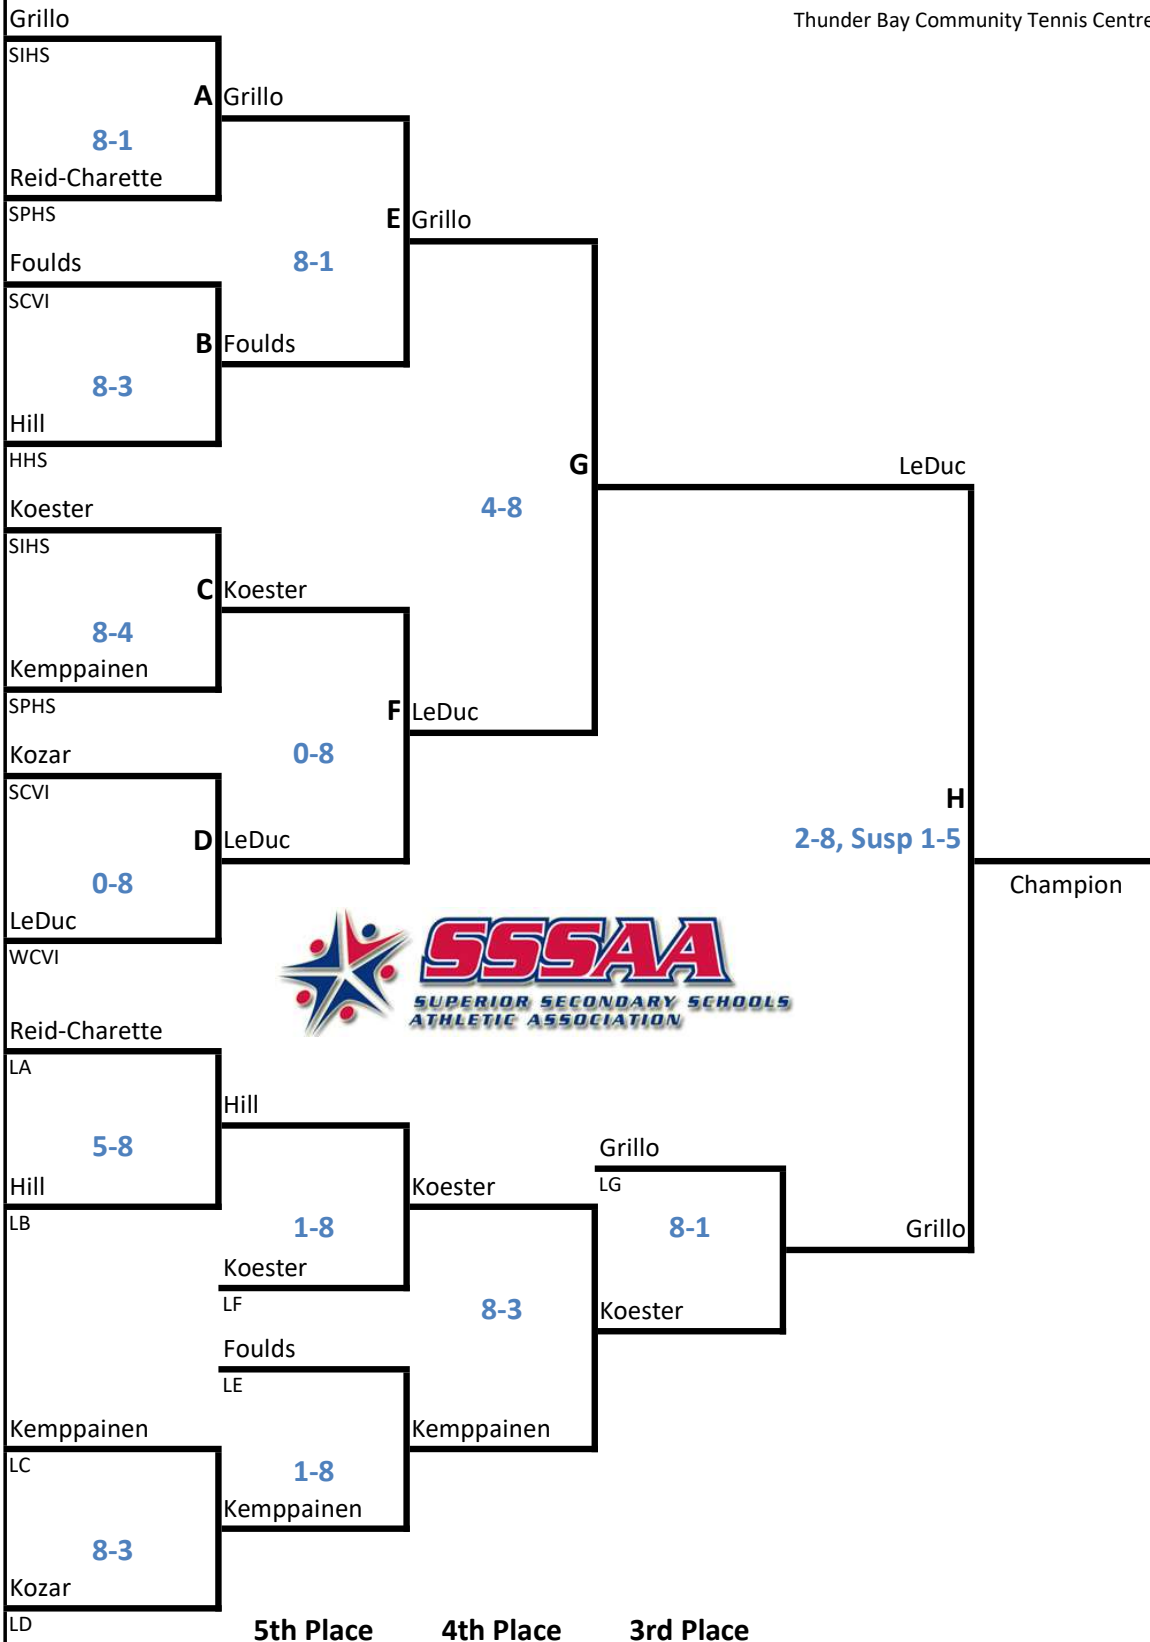 Grillo
Thunder Bay Community Tennis Centre
SIHS
A Grillo
8-1
Reid-Charette
SPHS
E Grillo
Foulds
8-1
SCVI
B Foulds
8-3
Hill
HHS
G
LeDuc
Koester
4-8
SIHS
C Koester
8-4
Kemppainen
SPHS
F LeDuc
Kozar
0-8
SCVI
H
D LeDuc
2-8, Susp 1-5
0-8
Champion
LeDuc
WCVI
SSSAA
SUPERIOR SECONDARY SCHOOLS
ATHLETIC ASSOCIATION
Reid-Charette
LA
Hill
5-8
Grillo
Hill
Koester
LG
LB
1-8
8-1
Grillo
Koester
LF
8-3
Koester
Foulds
LE
Kemppainen
Kemppainen
LC
1-8
Kemppainen
8-3
Kozar
LD
5th Place
4th Place
3rd Place